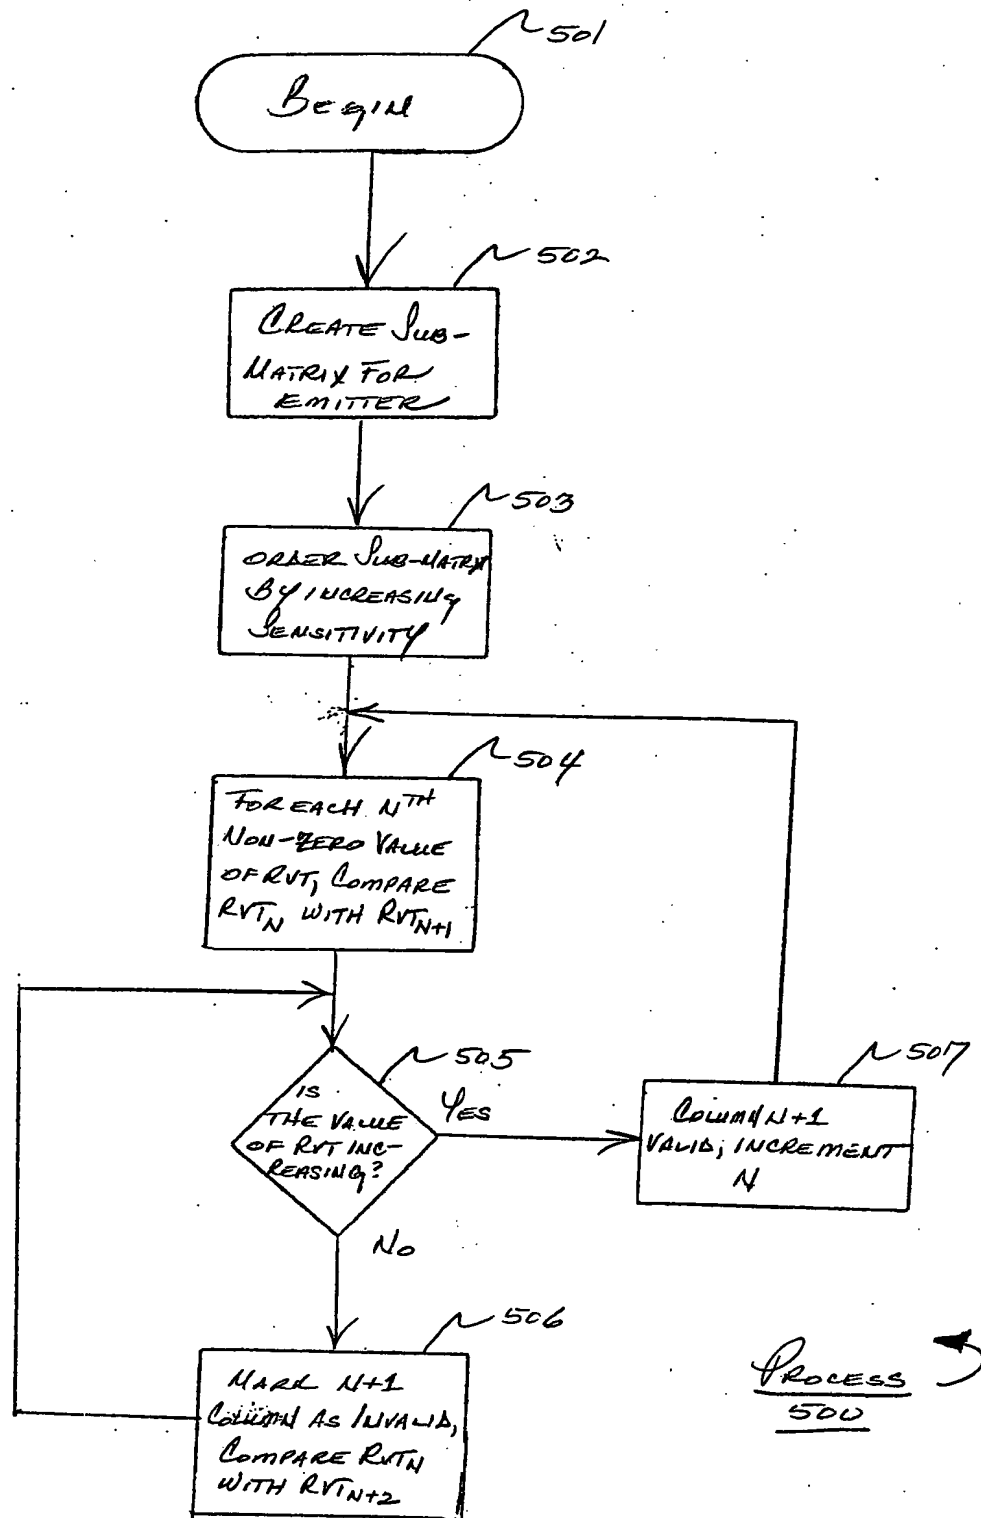 501
BEGIN
502
CREATE SUB-
MATRIX FOR
EMITTER
503
ORDER SUB-MATRIX
BY INCREASING
SENSITIVITY
504
FOR EACH NTH
NON-ZERO VALUE
OF RVT, COMPARE
RVTN WITH RVTN+1
505
IS
THE VALUE
OF RVT INC-
REASING?
YES
507
COLUMN N+1
VALID; INCREMENT
N
NO
506
MARK N+1
COLUMN AS INVALID,
COMPARE RVTN
WITH RVTN+2
PROCESS
500